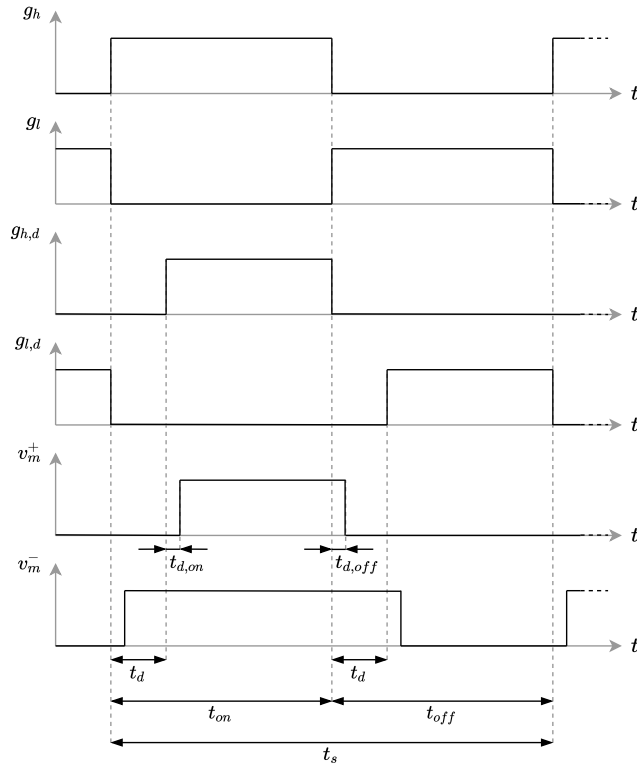 g_h
t
g_l
t
g_{h,d}
t
g_{l,d}
t
v_m^+
t
t_{d,on} t_{d,off}
v_m^-
t
t_d t_d
t_{on} t_{off}
t_s